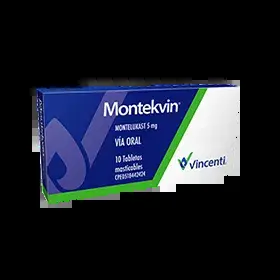 Montekvin®
MONTELUKAST 5 mg
VÍA ORAL
10 Tabletas
masticables
Vincenti.